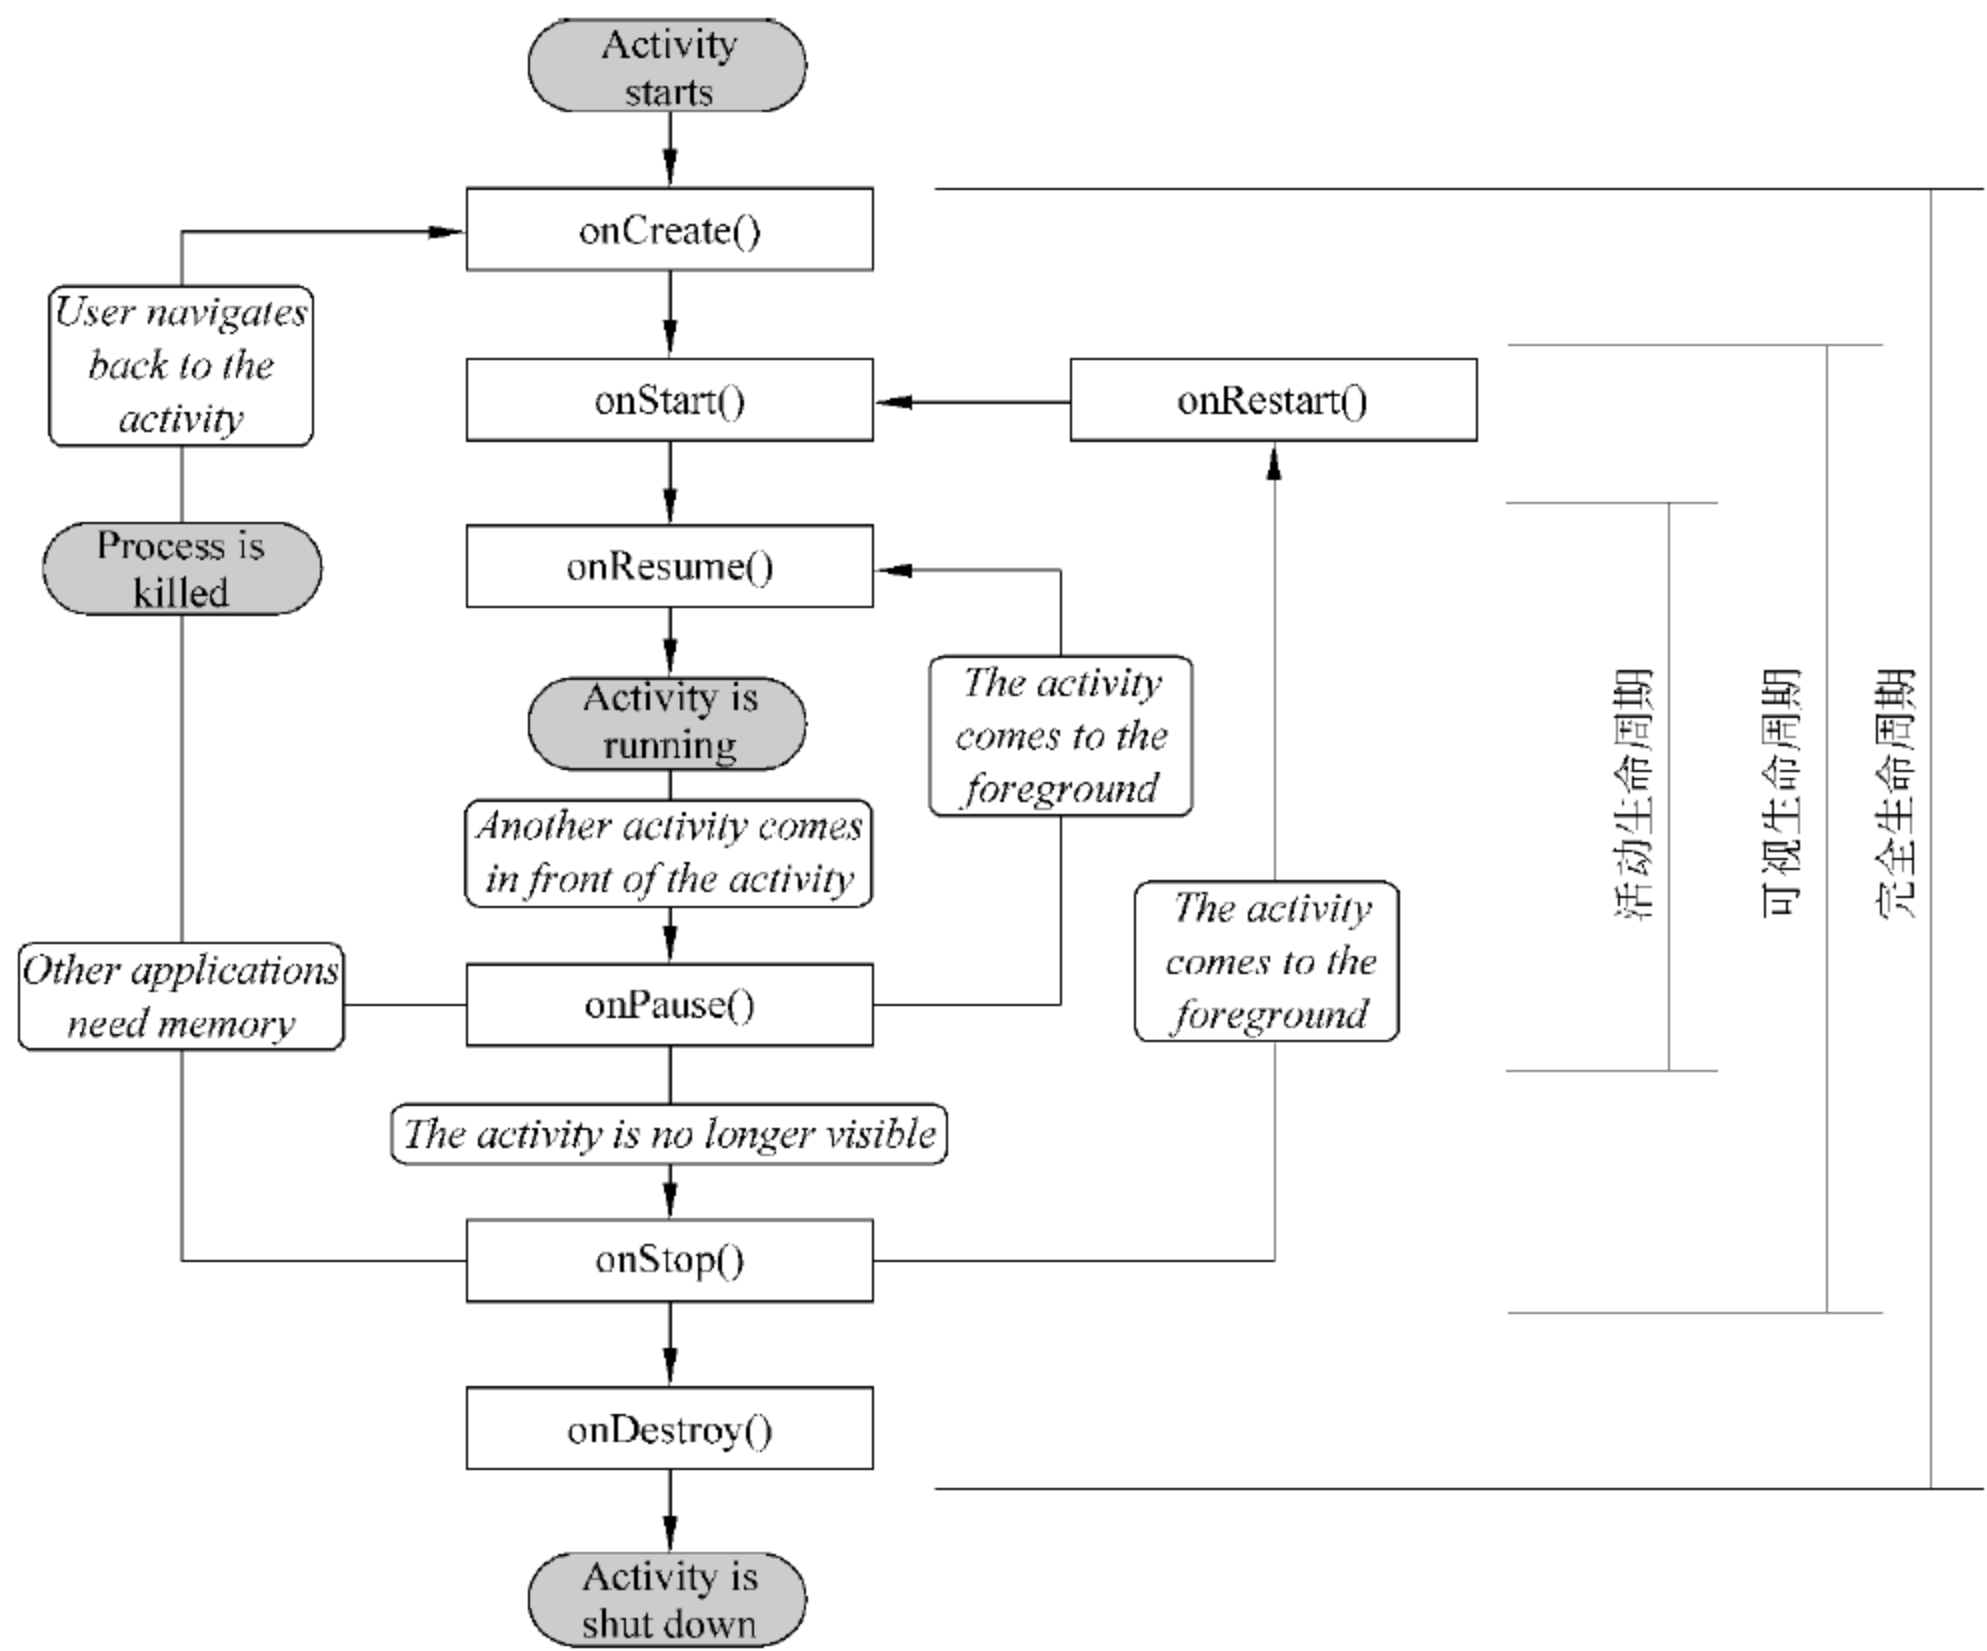 Activity
starts
onCreate()
User navigates
back to the
activity
onStart()
onRestart()
Process is
killed
onResume()
Activity is
running
The activity
comes to the
foreground
Another activity comes
in front of the activity
The activity
comes to the
foreground
活动生命周期
可视生命周期
完全生命周期
Other applications
need memory
onPause()
The activity is no longer visible
onStop()
onDestroy()
Activity is
shut down